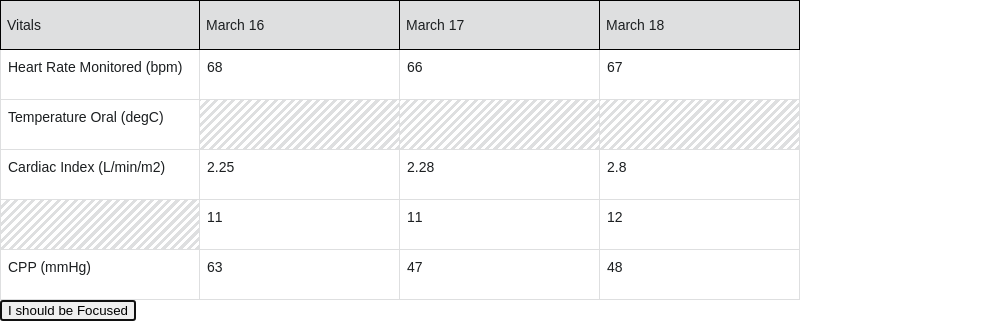 Vitals March 16 March 17 March 18
Heart Rate Monitored (bpm) 68 66 67
Temperature Oral (degC)
Cardiac Index (L/min/m2) 2.25 2.28 2.8
11 11 12
CPP (mmHg) 63 47 48
I should be Focused